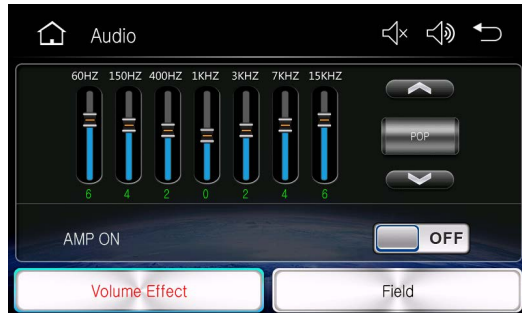 Audio
60HZ 150HZ 400HZ 1KHZ 3KHZ 7KHZ 15KHZ
POP
6 4 2 0 2 4 6
AMP ON
OFF
Volume Effect
Field